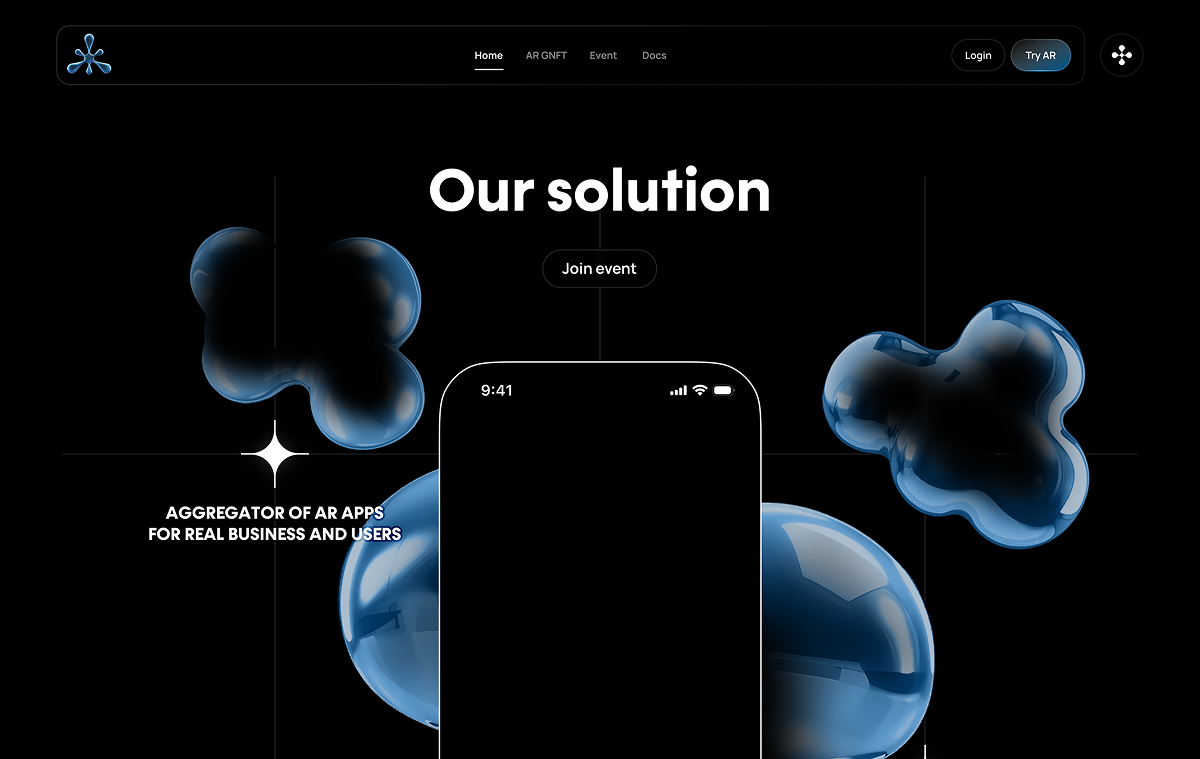 Home
AR GNFT
Event
Docs
Login
Try AR
Our solution
Join event
9:41
AGGREGATOR OF AR APPS
FOR REAL BUSINESS AND USERS